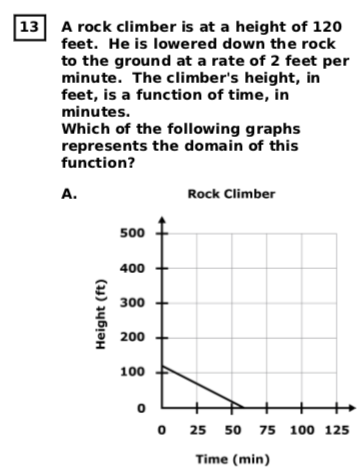 13 A rock climber is at a height of 120
feet. He is lowered down the rock
to the ground at a rate of 2 feet per
minute. The climber's height, in
feet, is a function of time, in
minutes.
Which of the following graphs
represents the domain of this
function?
A. Rock Climber
500
400
300
200
100
0
Height (ft)
0 25 50 75 100 125
Time (min)